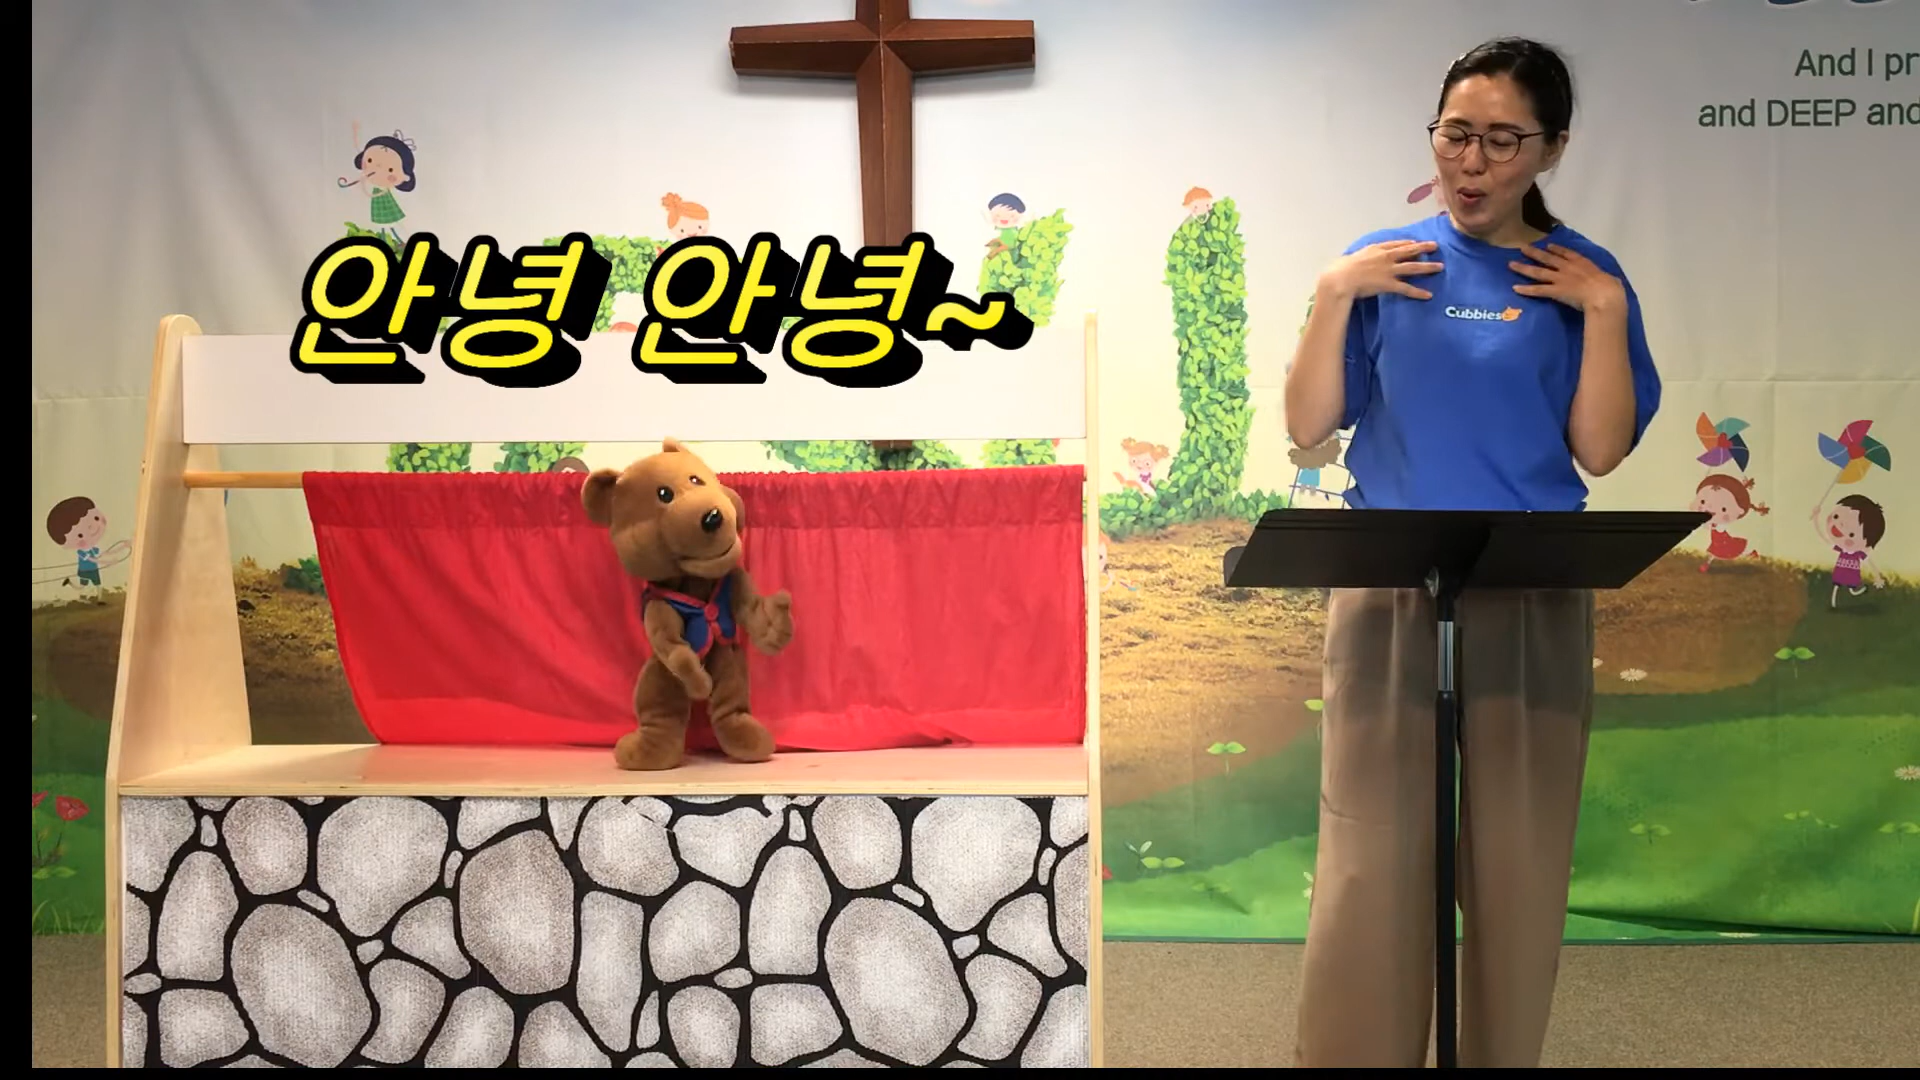 And I pr
and DEEP and
안녕 안녕~
Cubbies